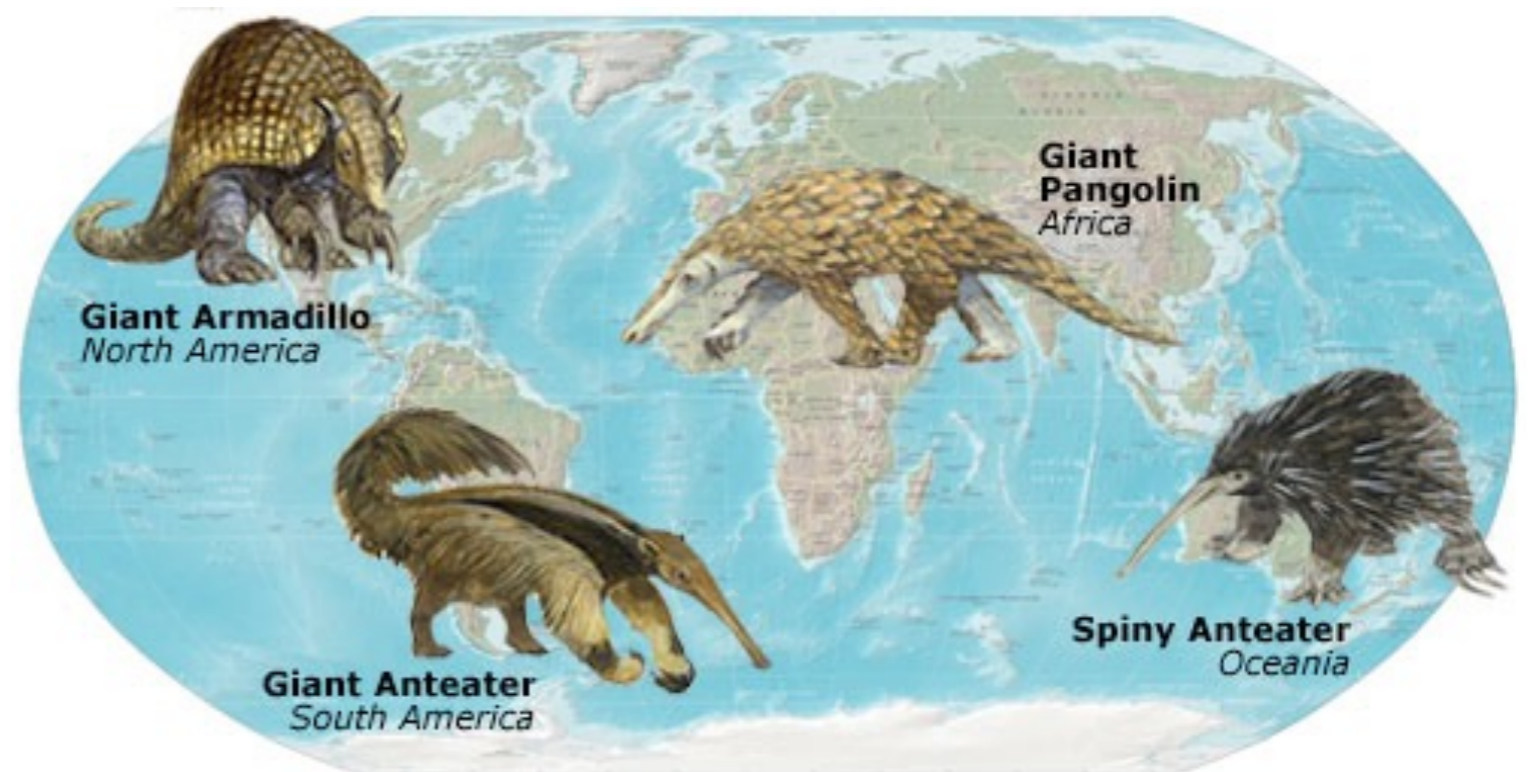 Giant
Pangolin
Africa
Giant Armadillo
North America
Spiny Anteater
Oceania
Giant Anteater
South America